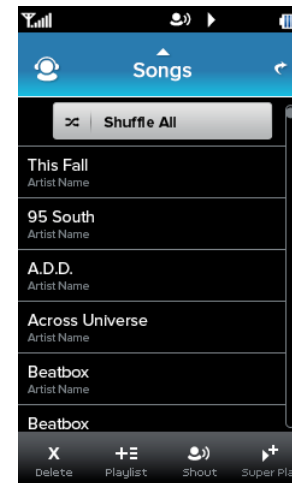 Songs
Shuffle All
This Fall
Artist Name
95 South
Artist Name
A.D.D.
Artist Name
Across Universe
Artist Name
Beatbox
Artist Name
Beatbox
Delete Playlist Shout Super Pla